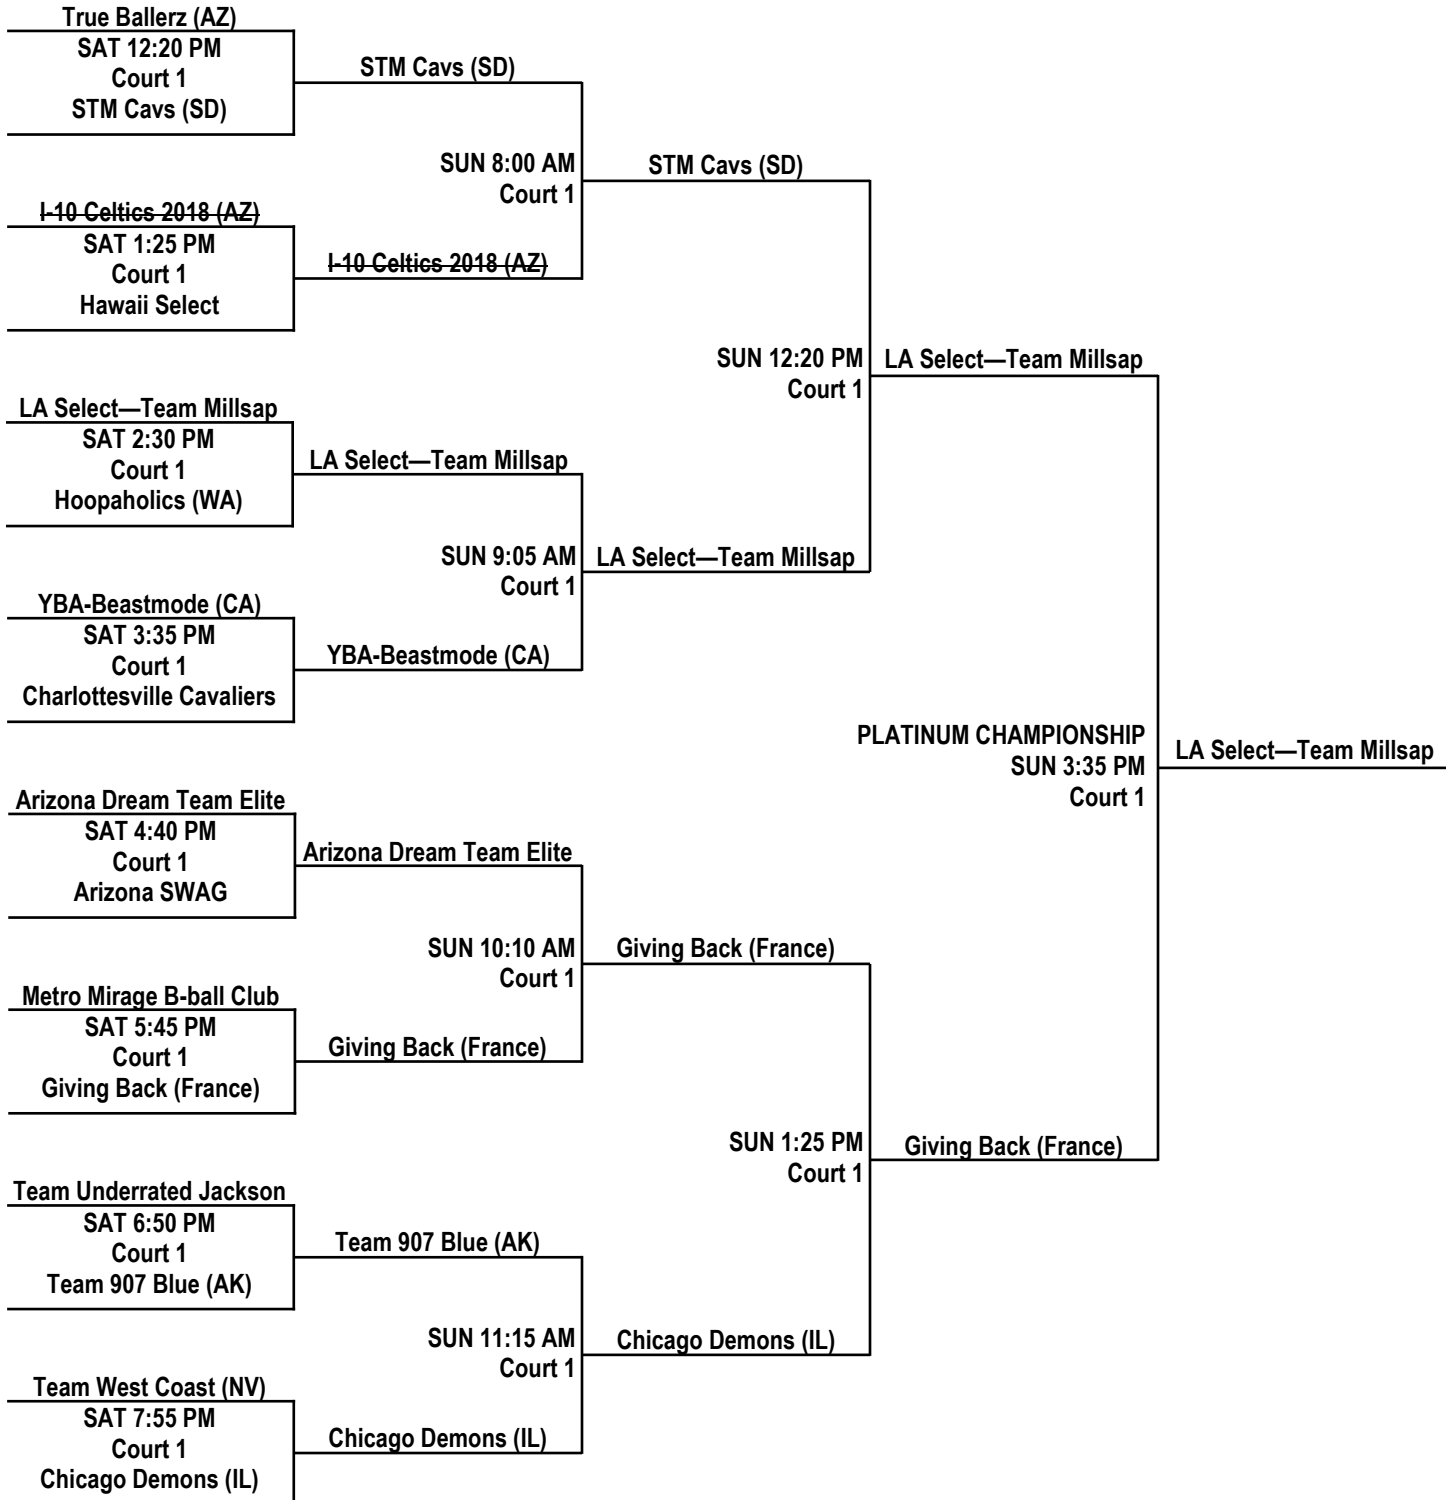 True Ballerz (AZ)
SAT 12:20 PM
Court 1
STM Cavs (SD)
STM Cavs (SD)
SUN 8:00 AM
Court 1
STM Cavs (SD)
I-10 Celtics 2018 (AZ)
SAT 1:25 PM
Court 1
Hawaii Select
I-10 Celtics 2018 (AZ)
SUN 12:20 PM
Court 1
LA Select—Team Millsap
LA Select—Team Millsap
SAT 2:30 PM
Court 1
Hoopaholics (WA)
LA Select—Team Millsap
SUN 9:05 AM
Court 1
LA Select—Team Millsap
YBA-Beastmode (CA)
SAT 3:35 PM
Court 1
Charlottesville Cavaliers
YBA-Beastmode (CA)
PLATINUM CHAMPIONSHIP
SUN 3:35 PM
Court 1
LA Select—Team Millsap
Arizona Dream Team Elite
SAT 4:40 PM
Court 1
Arizona SWAG
Arizona Dream Team Elite
SUN 10:10 AM
Court 1
Giving Back (France)
Metro Mirage B-ball Club
SAT 5:45 PM
Court 1
Giving Back (France)
Giving Back (France)
SUN 1:25 PM
Court 1
Giving Back (France)
Team Underrated Jackson
SAT 6:50 PM
Court 1
Team 907 Blue (AK)
Team 907 Blue (AK)
SUN 11:15 AM
Court 1
Chicago Demons (IL)
Team West Coast (NV)
SAT 7:55 PM
Court 1
Chicago Demons (IL)
Chicago Demons (IL)